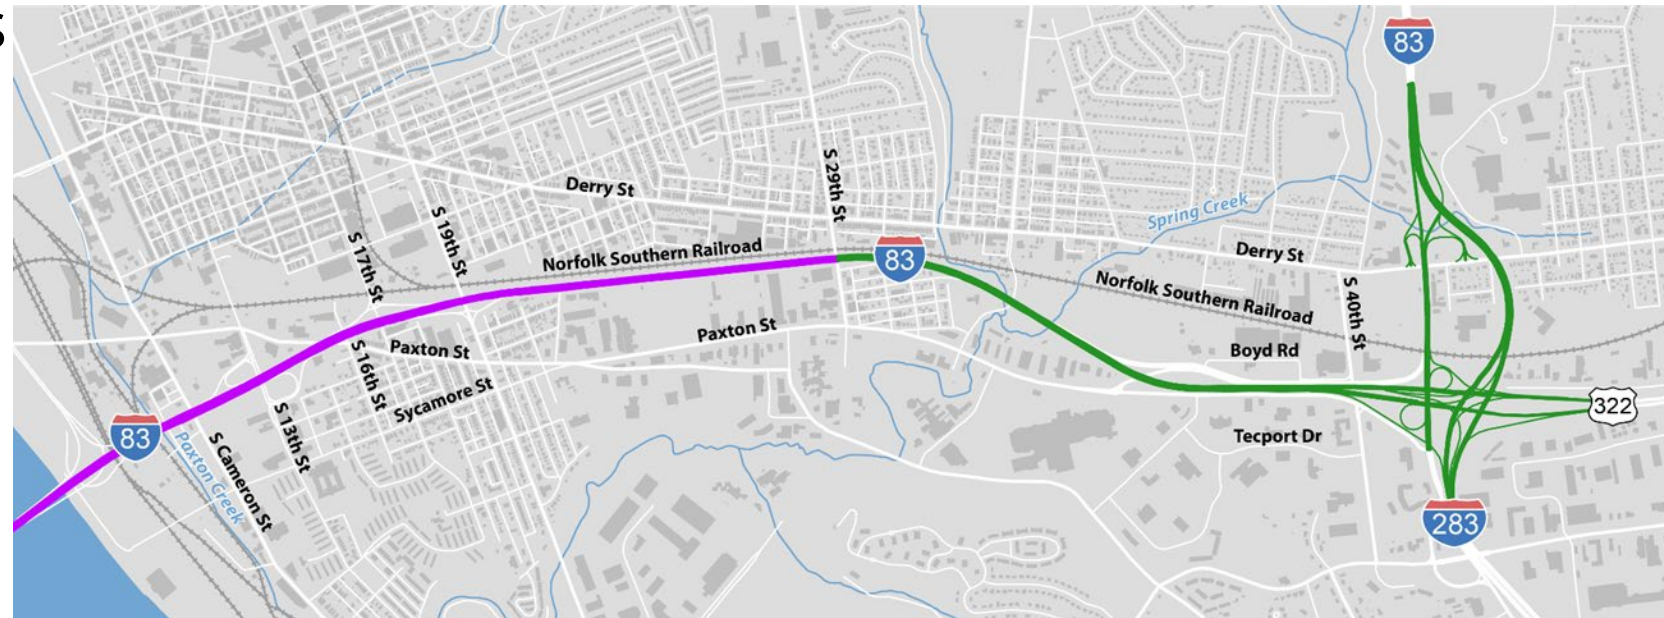 S
83
Derry St
S 29th St
Spring Creek
S 19th St
S 17th St
Norfolk Southern Railroad
83
Derry St
Norfolk Southern Railroad
S 40th St
Paxton St
Paxton St
Boyd Rd
S 16th St
Sycamore St
322
83
S 13th St
S Cameron St
Paxton Creek
Tecport Dr
283